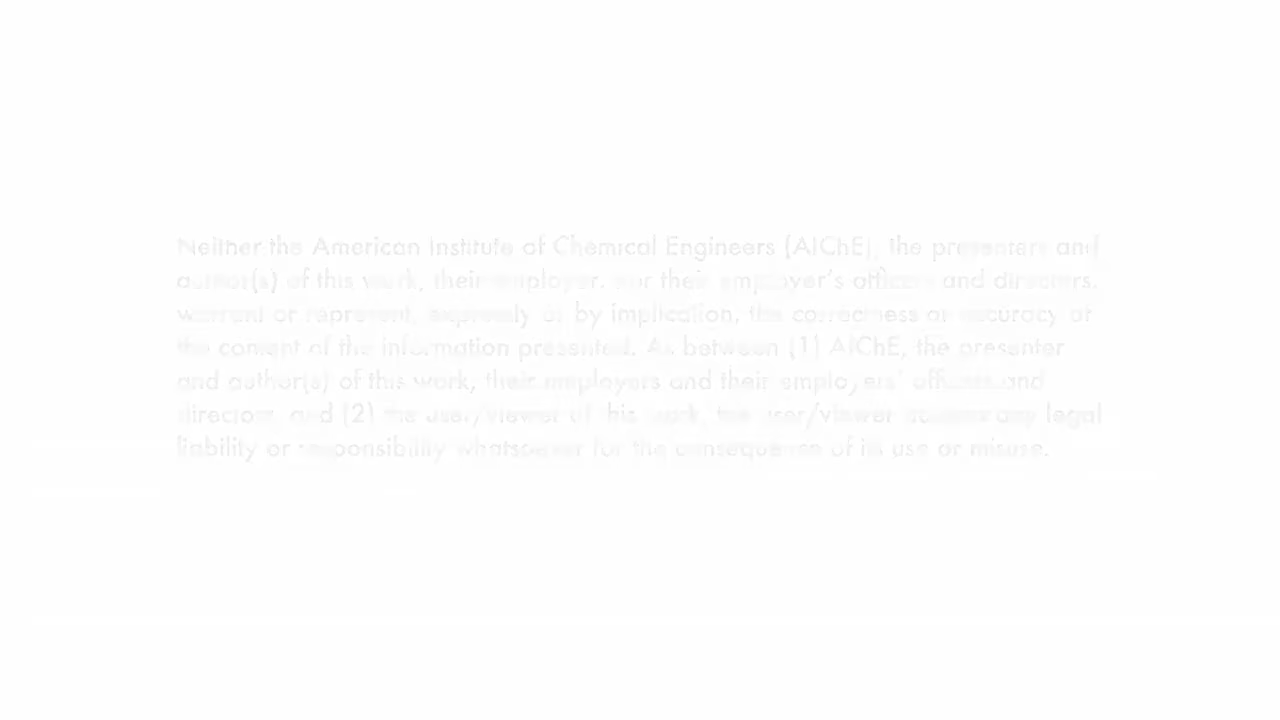 Neither the American Institute of Chemical Engineers (AIChE), the presenters and
author(s) of this work, their employer, nor their employer's officers and directors,
warrant or represent, expressly or by implication, the correctness or accuracy of
the content of the information presented. As between (1) AIChE, the presenter
and author(s) of this work, their employers and their employers' officers and
directors, and (2) the user/viewer of this work, the user/viewer accepts any legal
liability or responsibility whatsoever for the consequence of its use or misuse.